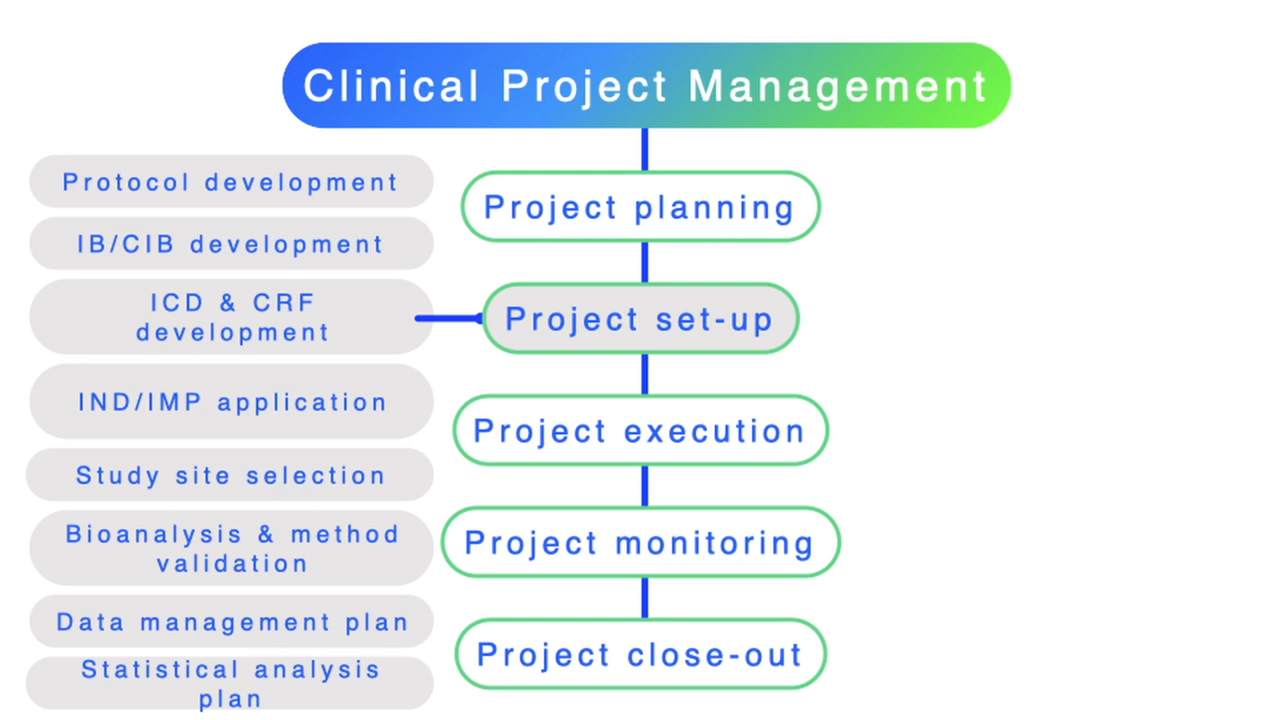 Clinical Project Management
Protocol development
IB/CIB development
ICD & CRF
development
IND/IMP application
Study site selection
Bioanalysis & method
validation
Data management plan
Statistical analysis
plan
Project planning
Project set-up
Project execution
Project monitoring
Project close-out